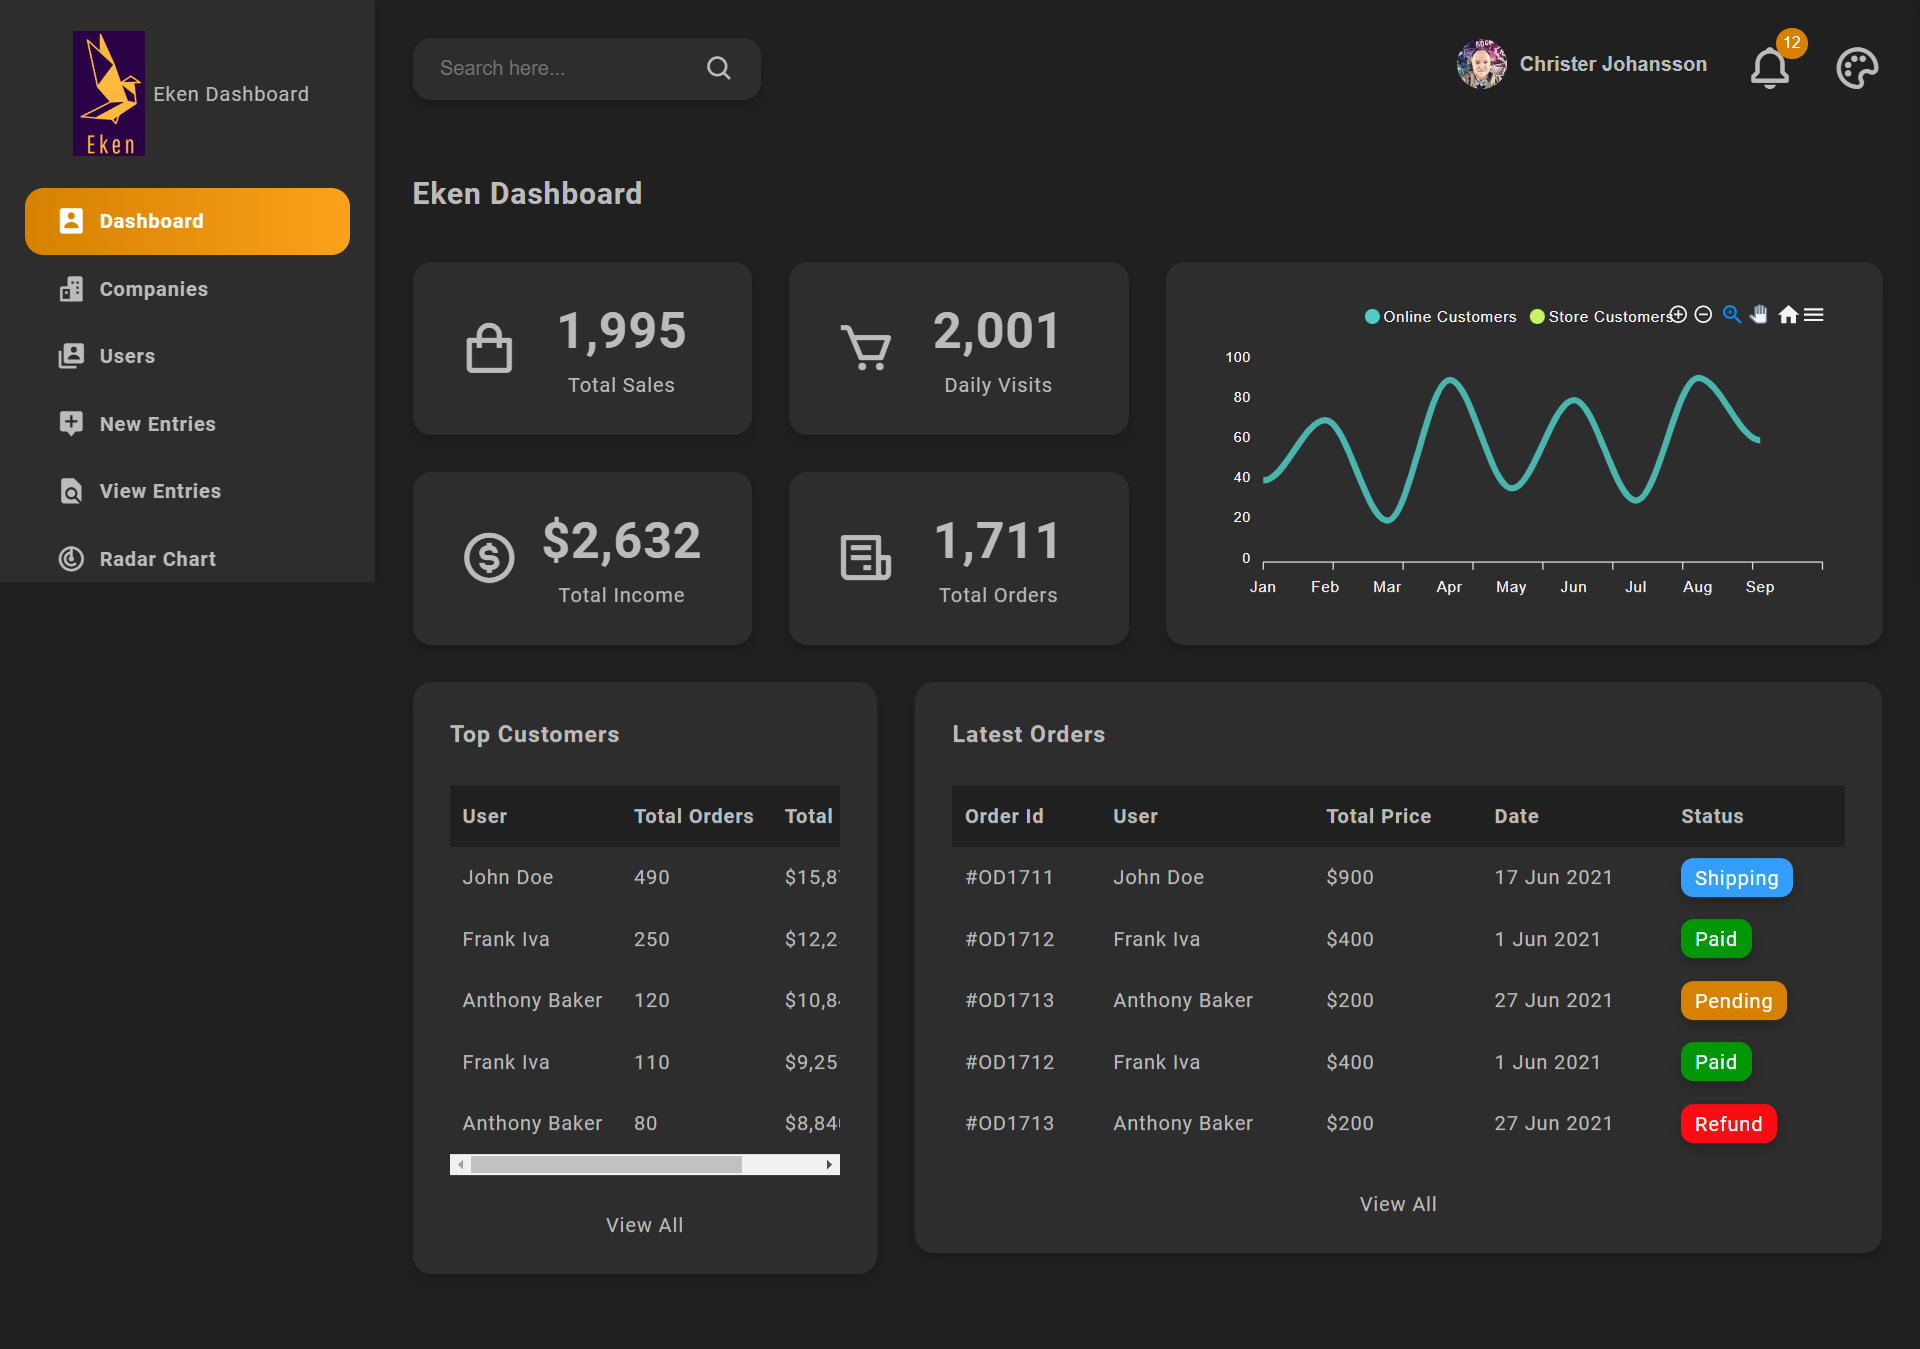 Eken
Eken Dashboard
Dashboard
Companies
Users
New Entries
View Entries
Radar Chart
Search here...
Christer Johansson
12
Eken Dashboard
1,995
Total Sales
2,001
Daily Visits
$2,632
Total Income
1,711
Total Orders
Online Customers Store Customers
100
80
60
40
20
0
Jan Feb Mar Apr May Jun Jul Aug Sep
Top Customers
User Total Orders Total
John Doe 490 $15,8
Frank Iva 250 $12,2
Anthony Baker 120 $10,8
Frank Iva 110 $9,25
Anthony Baker 80 $8,84
View All
Latest Orders
Order Id User Total Price Date Status
#OD1711 John Doe $900 17 Jun 2021 Shipping
#OD1712 Frank Iva $400 1 Jun 2021 Paid
#OD1713 Anthony Baker $200 27 Jun 2021 Pending
#OD1712 Frank Iva $400 1 Jun 2021 Paid
#OD1713 Anthony Baker $200 27 Jun 2021 Refund
View All